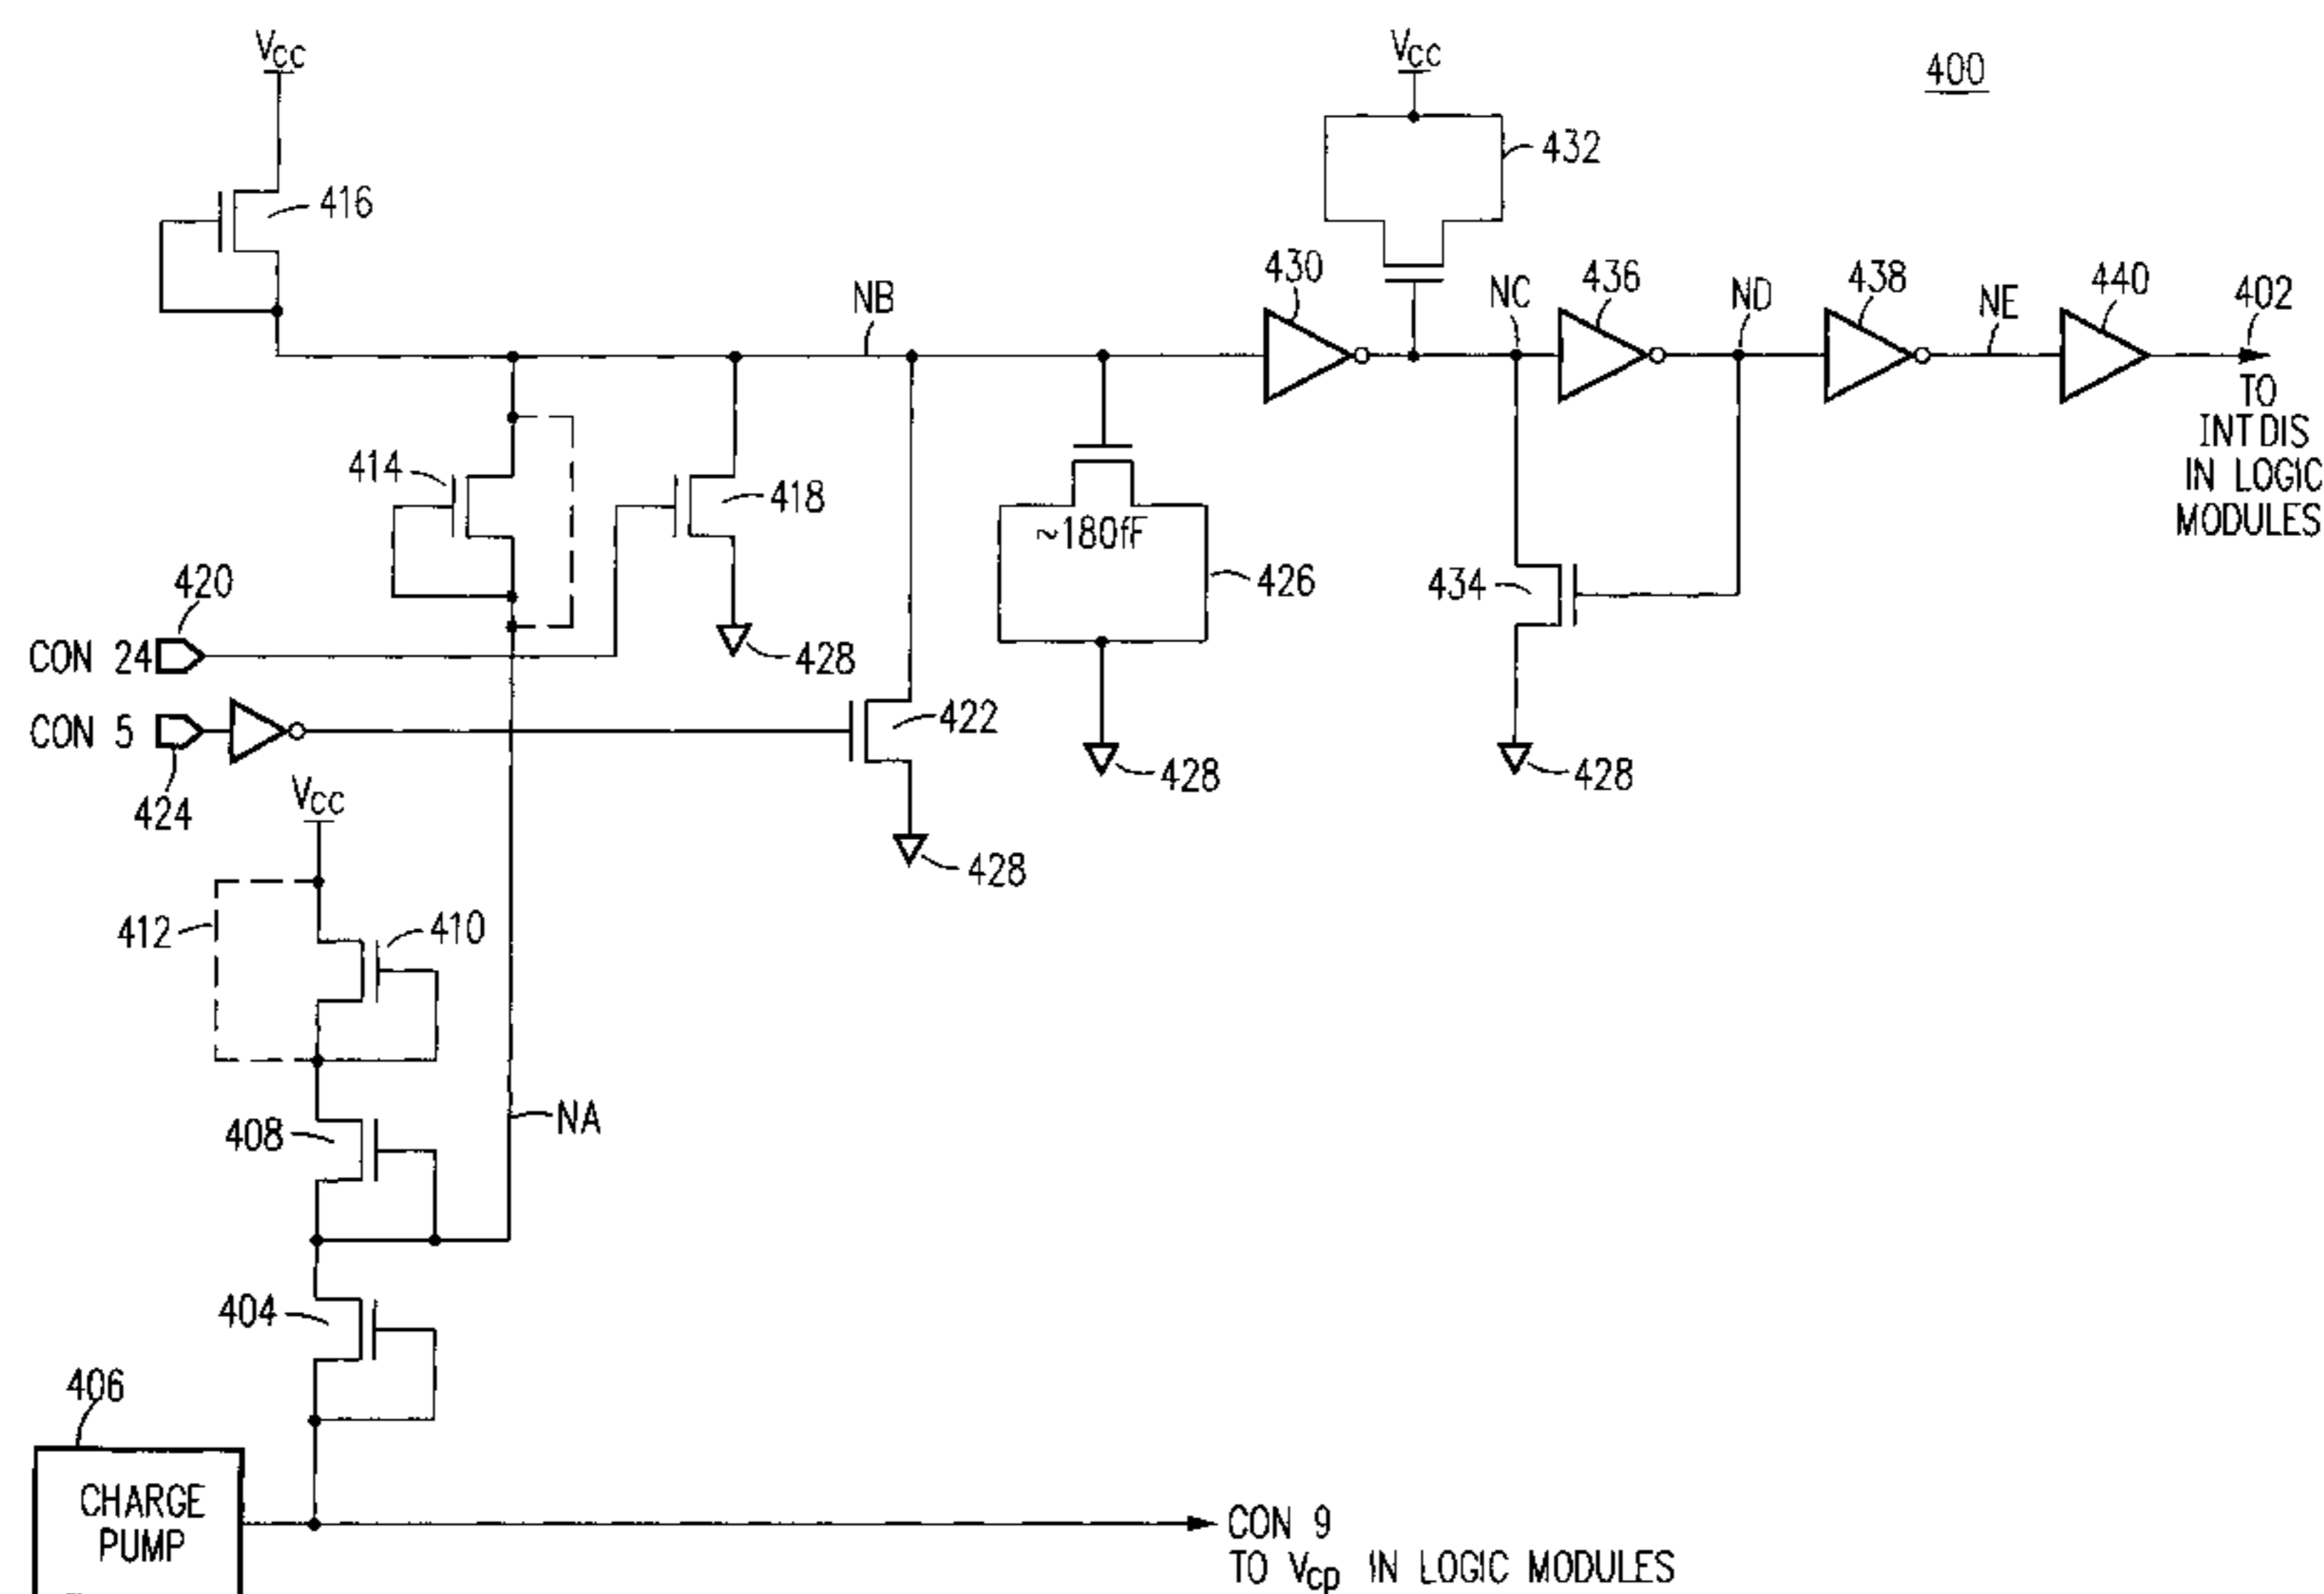 VCC
VCC
400
416
432
430
436
438
440
402
NB
NC
ND
NE
TO
INTDIS
IN LOGIC
MODULES
414
418
~180fF
426
434
420
CON 24
428
CON 5
422
424
428
428
VCC
428
412
410
NA
408
404
406
CHARGE
PUMP
CON 9
TO Vcp IN LOGIC MODULES